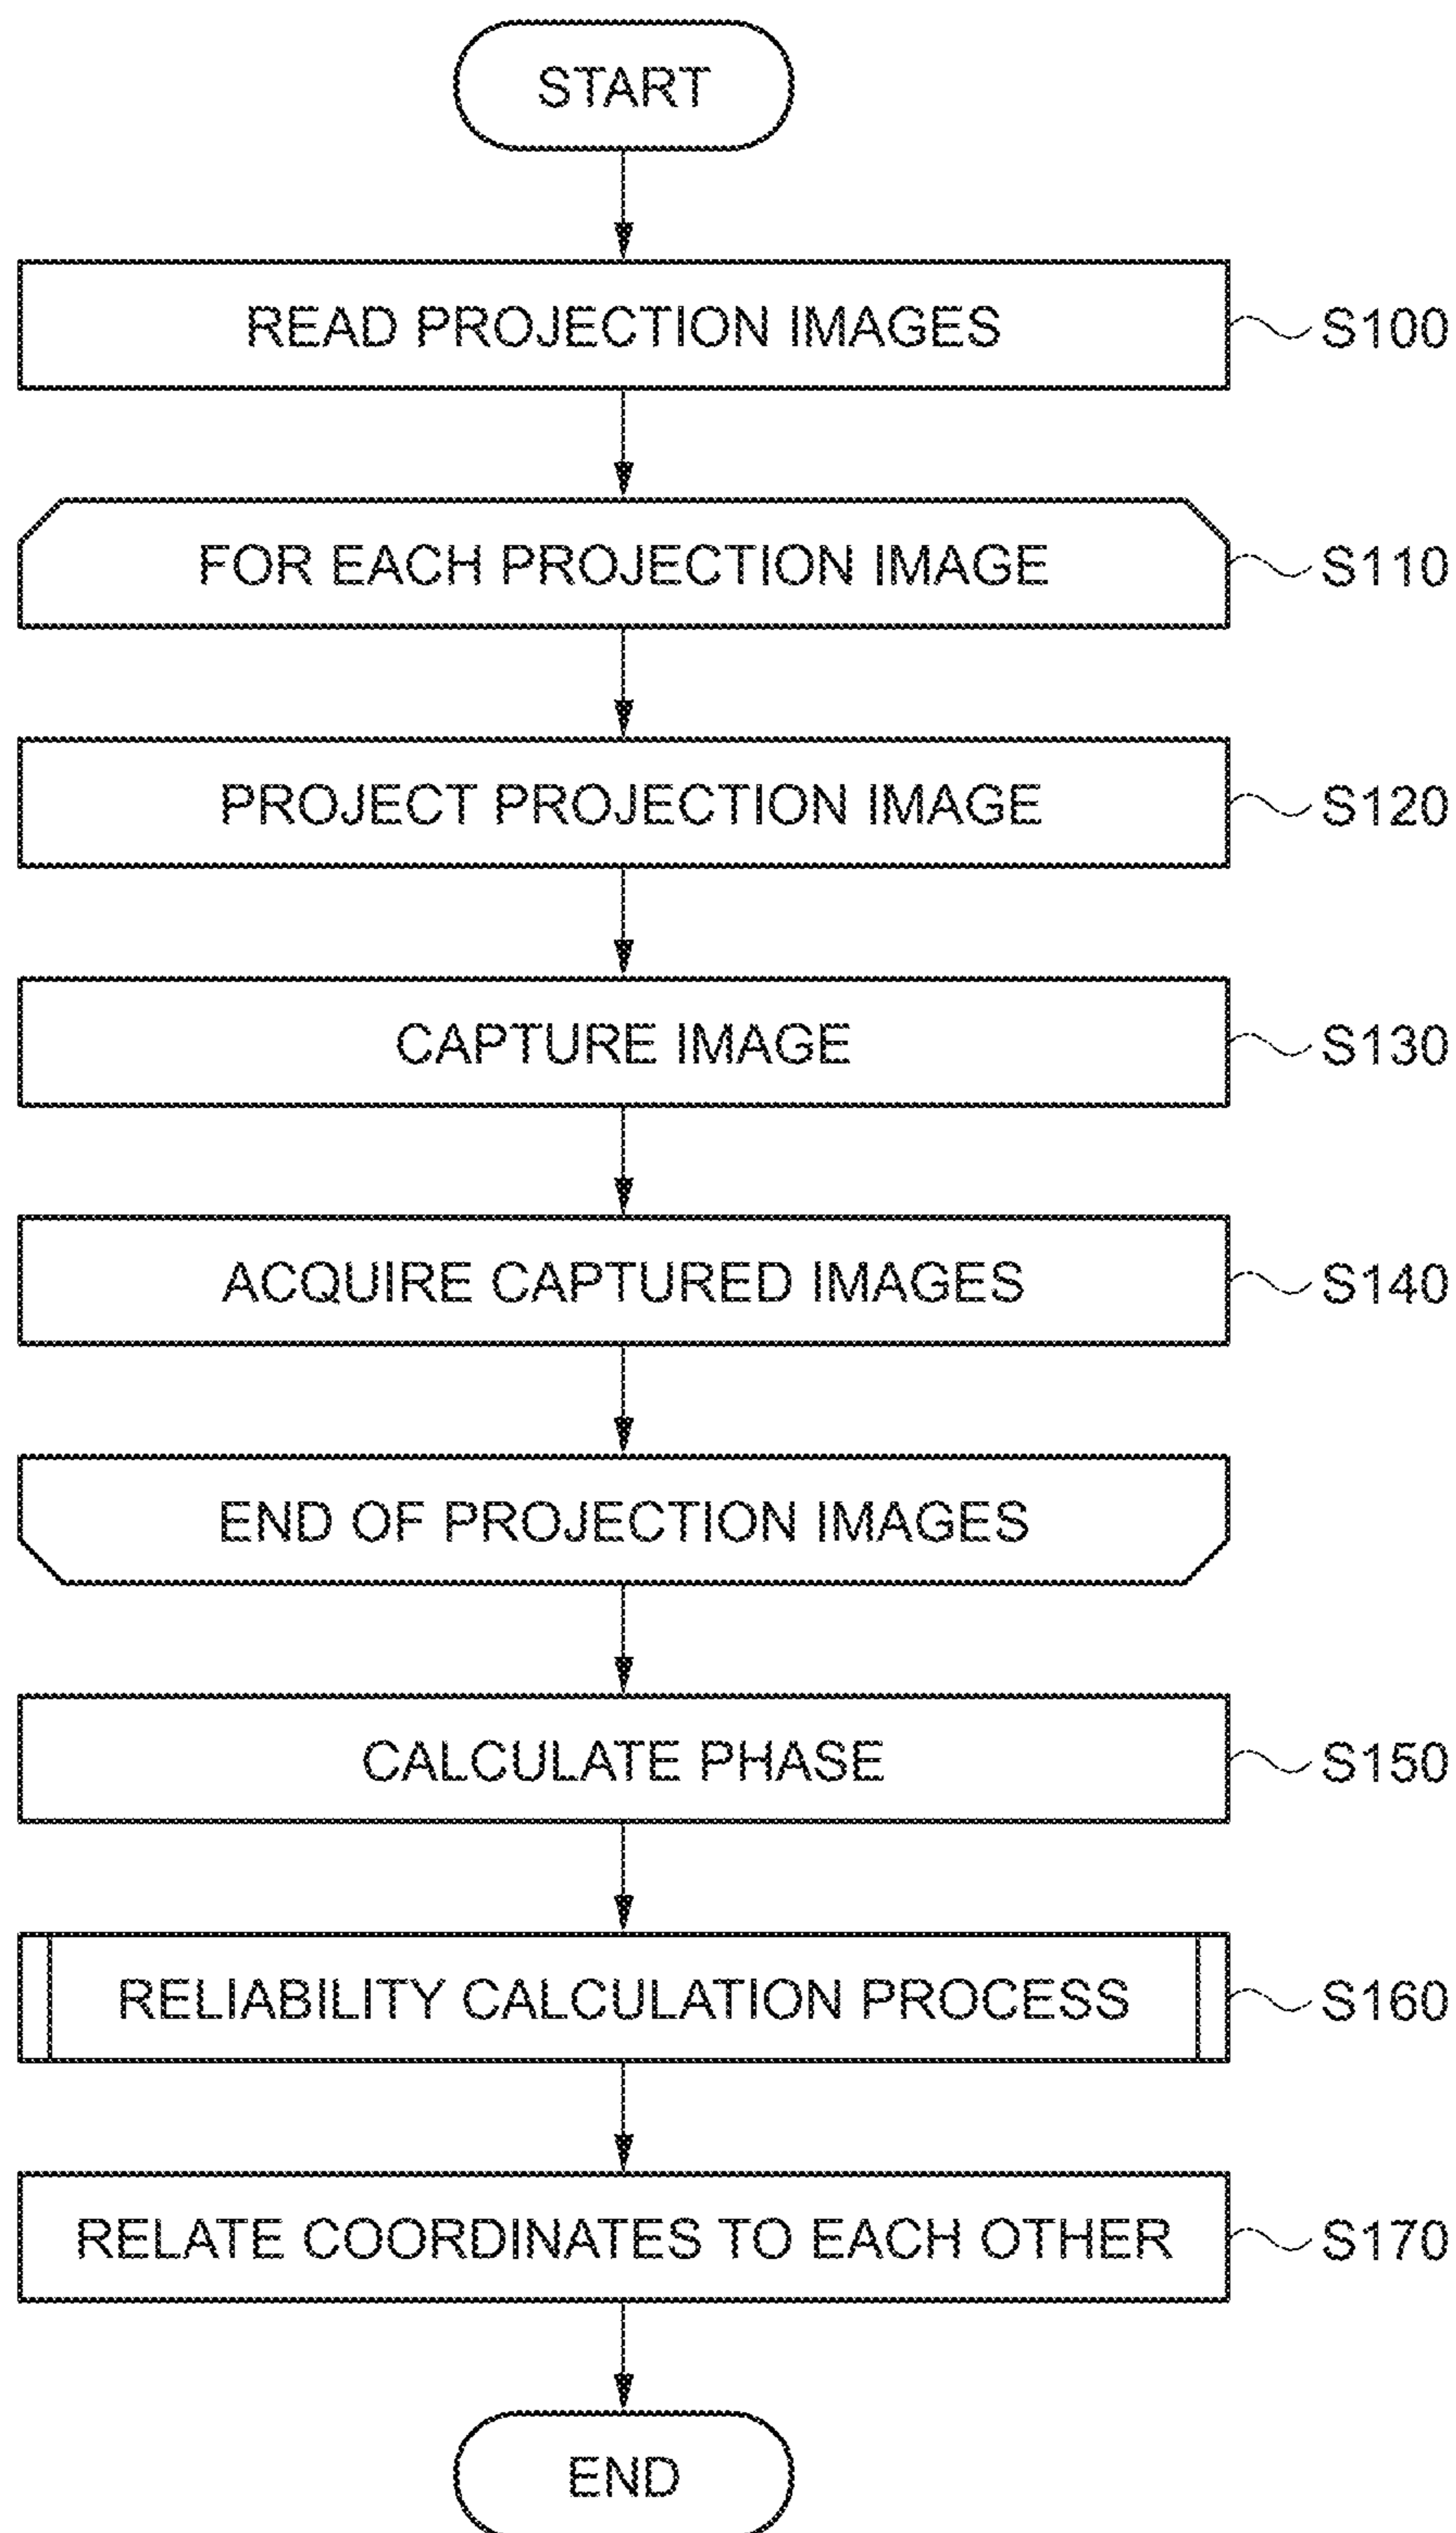 START
READ PROJECTION IMAGES S100
FOR EACH PROJECTION IMAGE S110
PROJECT PROJECTION IMAGE S120
CAPTURE IMAGE S130
ACQUIRE CAPTURED IMAGES S140
END OF PROJECTION IMAGES
CALCULATE PHASE S150
RELIABILITY CALCULATION PROCESS S160
RELATE COORDINATES TO EACH OTHER S170
END